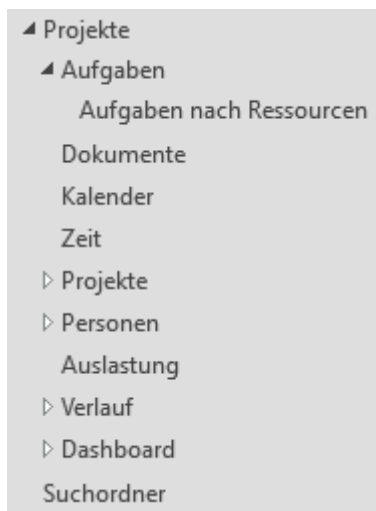 Projekte
Aufgaben
Aufgaben nach Ressourcen
Dokumente
Kalender
Zeit
Projekte
Personen
Auslastung
Verlauf
Dashboard
Suchordner